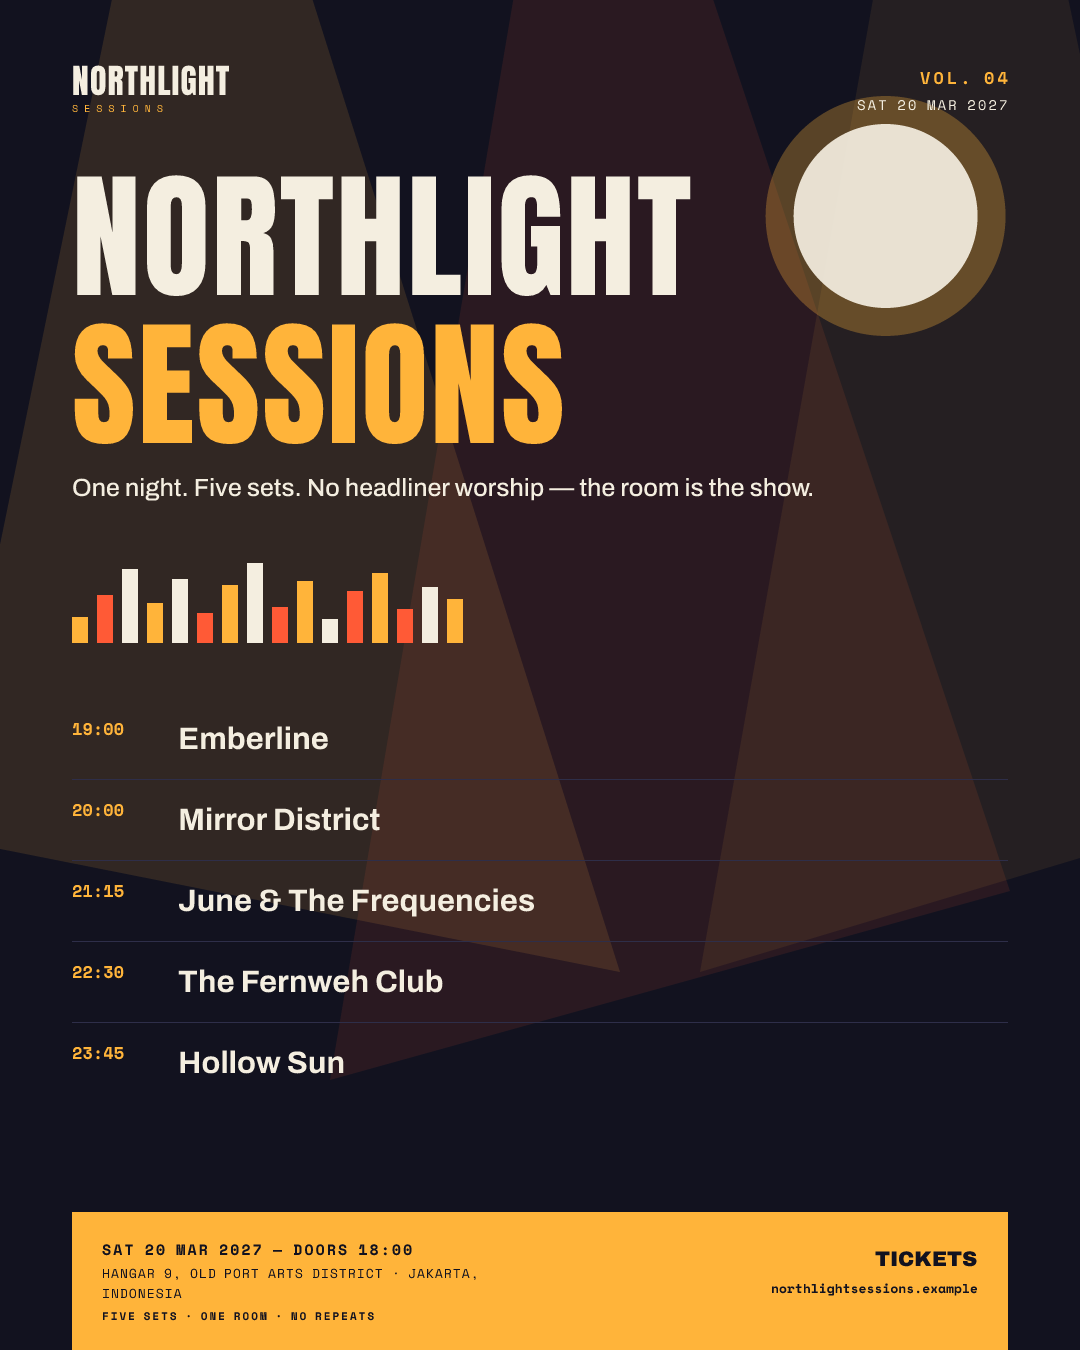 NORTHLIGHT
SESSIONS
VOL. 04
SAT 20 MAR 2027
NORTHLIGHT
SESSIONS
One night. Five sets. No headliner worship — the room is the show.
19:00 Emberline
20:00 Mirror District
21:15 June & The Frequencies
22:30 The Fernweh Club
23:45 Hollow Sun
SAT 20 MAR 2027 — DOORS 18:00
HANGAR 9, OLD PORT ARTS DISTRICT · JAKARTA,
INDONESIA
FIVE SETS · ONE ROOM · NO REPEATS
TICKETS
northlightsessions.example